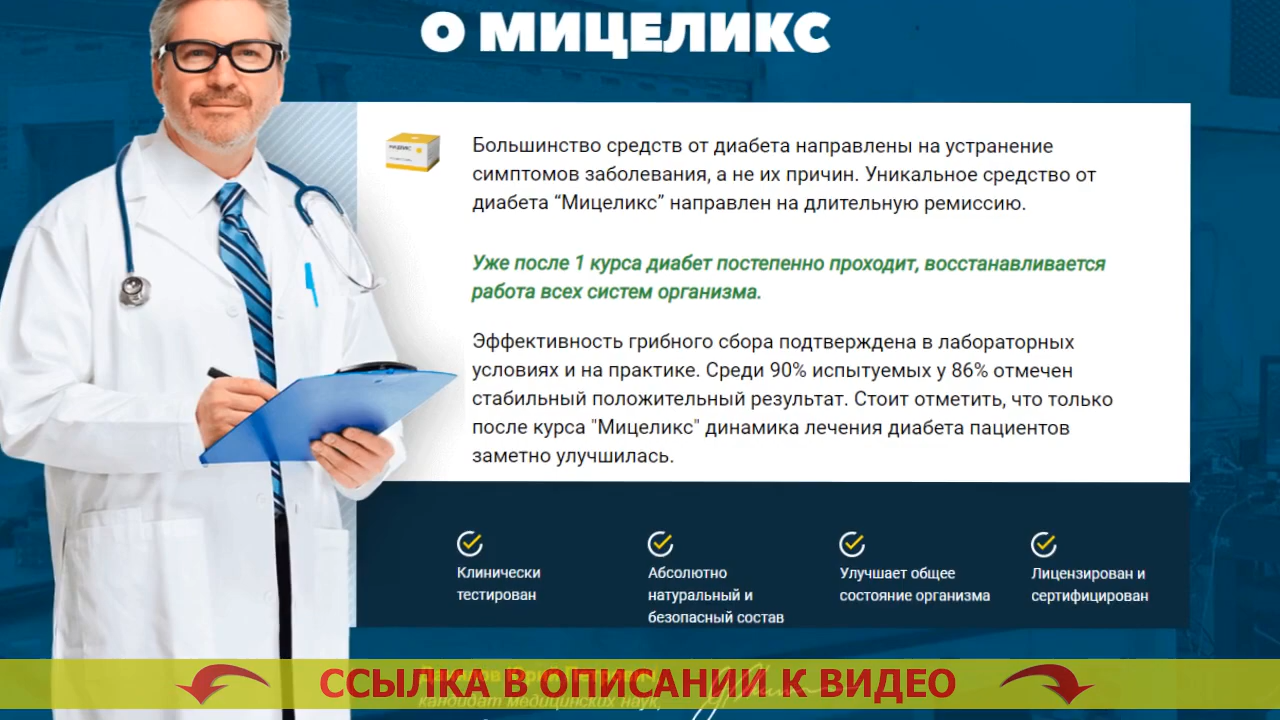 О МИЦЕЛИКС
Большинство средств от диабета направлены на устранение
симптомов заболевания, а не их причин. Уникальное средство от
диабета “Мицеликс” направлен на длительную ремиссию.
Уже после 1 курса диабет постепенно проходит, восстанавливается
работа всех систем организма.
Эффективность грибного сбора подтверждена в лабораторных
условиях и на практике. Среди 90% испытуемых у 86% отмечен
стабильный положительный результат. Стоит отметить, что только
после курса "Мицеликс" динамика лечения диабета пациентов
заметно улучшилась.
Клинически
тестирован
Абсолютно
натуральный и
безопасный состав
Улучшает общее
состояние организма
Лицензирован и
сертифицирован
ССЫЛКА В ОПИСАНИИ К ВИДЕО
кандидат медицинских наук,